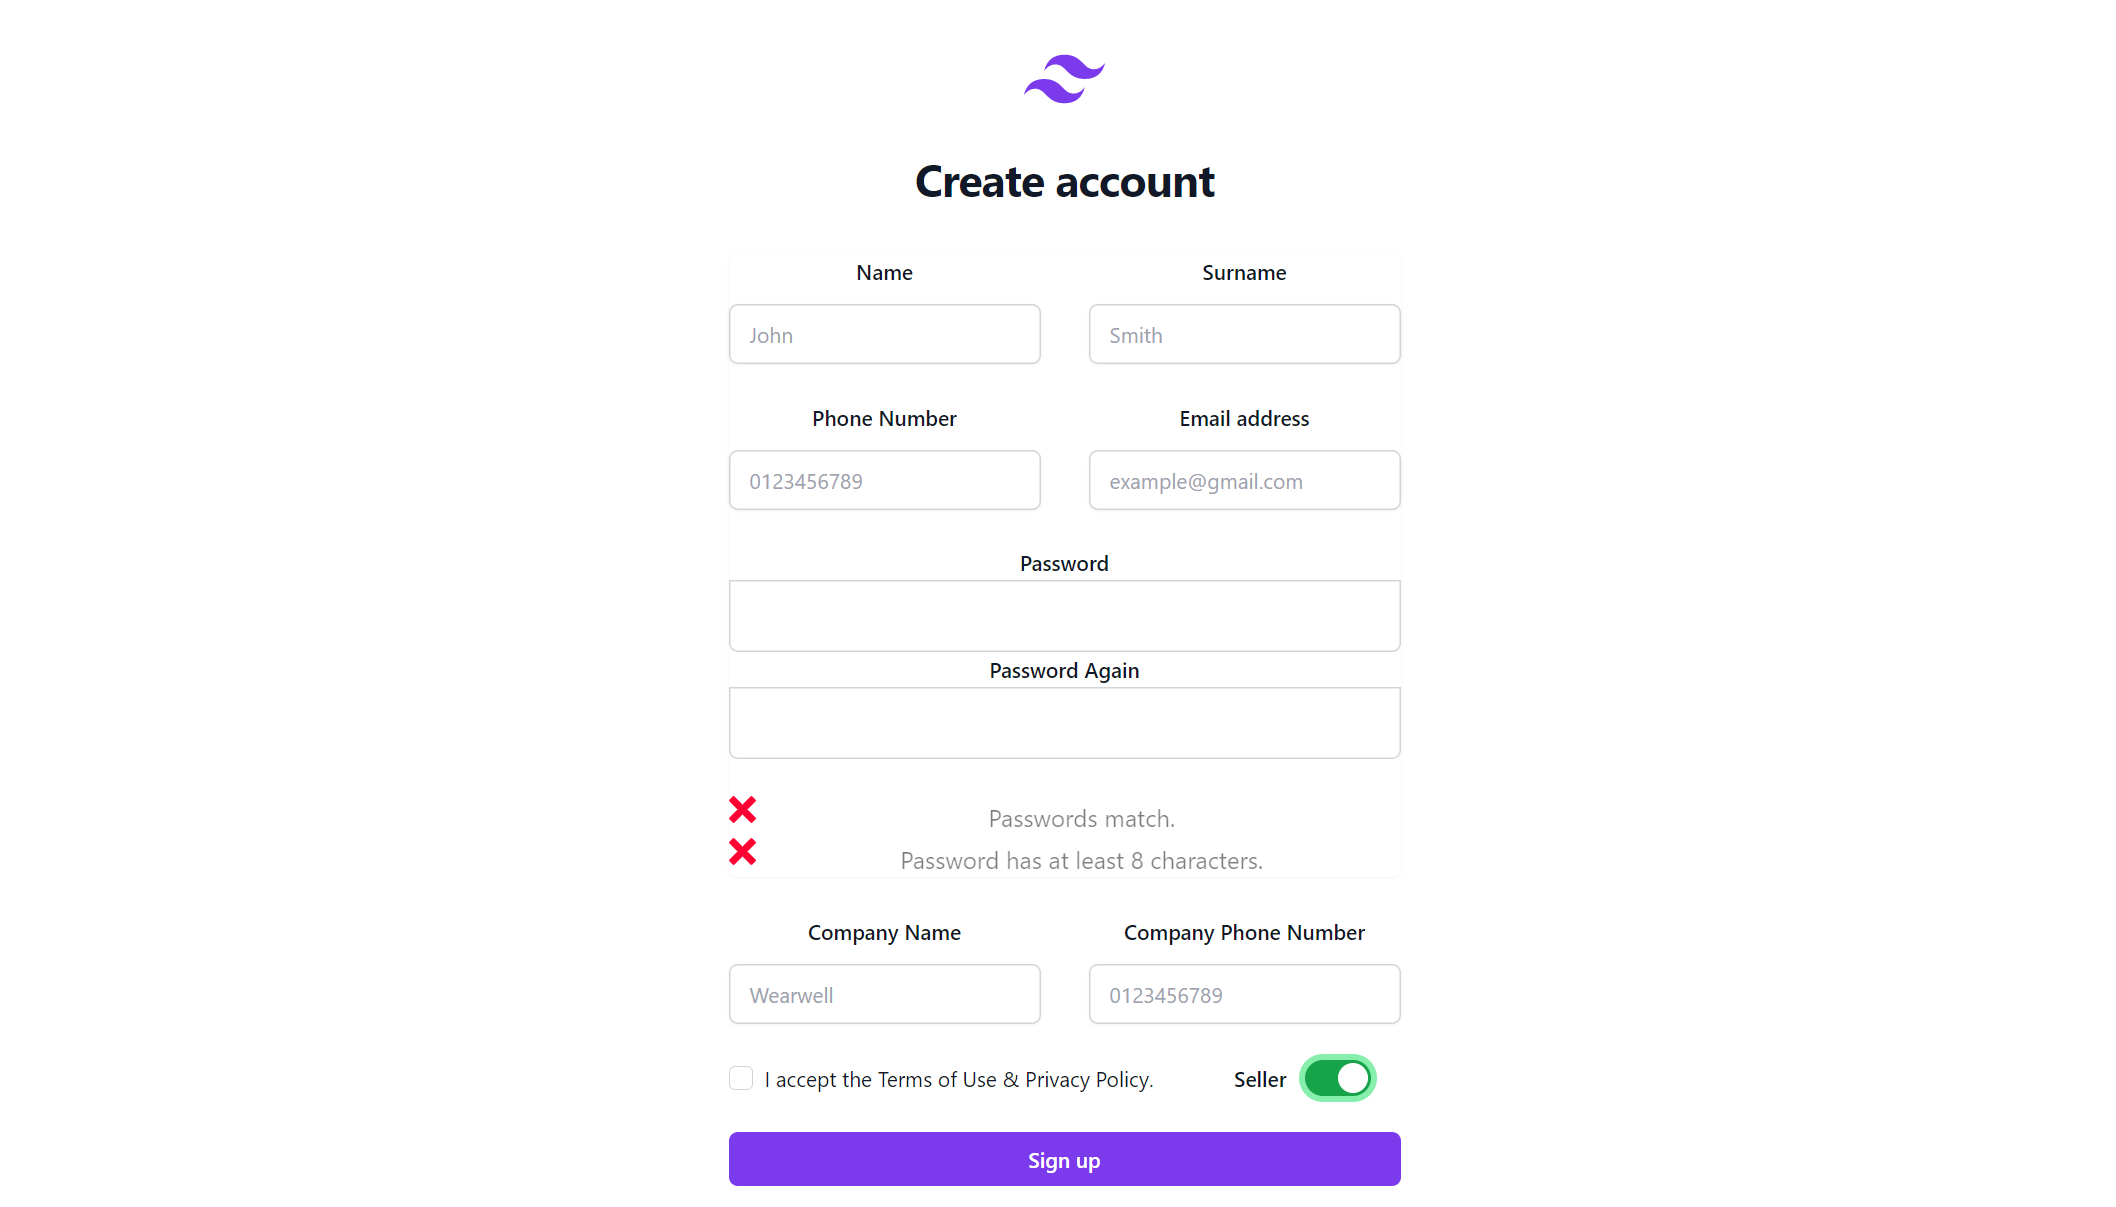 Create account
Name Surname
John Smith
Phone Number Email address
0123456789 example@gmail.com
Password
Password Again
Passwords match.
Password has at least 8 characters.
Company Name Company Phone Number
Wearwell 0123456789
I accept the Terms of Use & Privacy Policy. Seller
Sign up